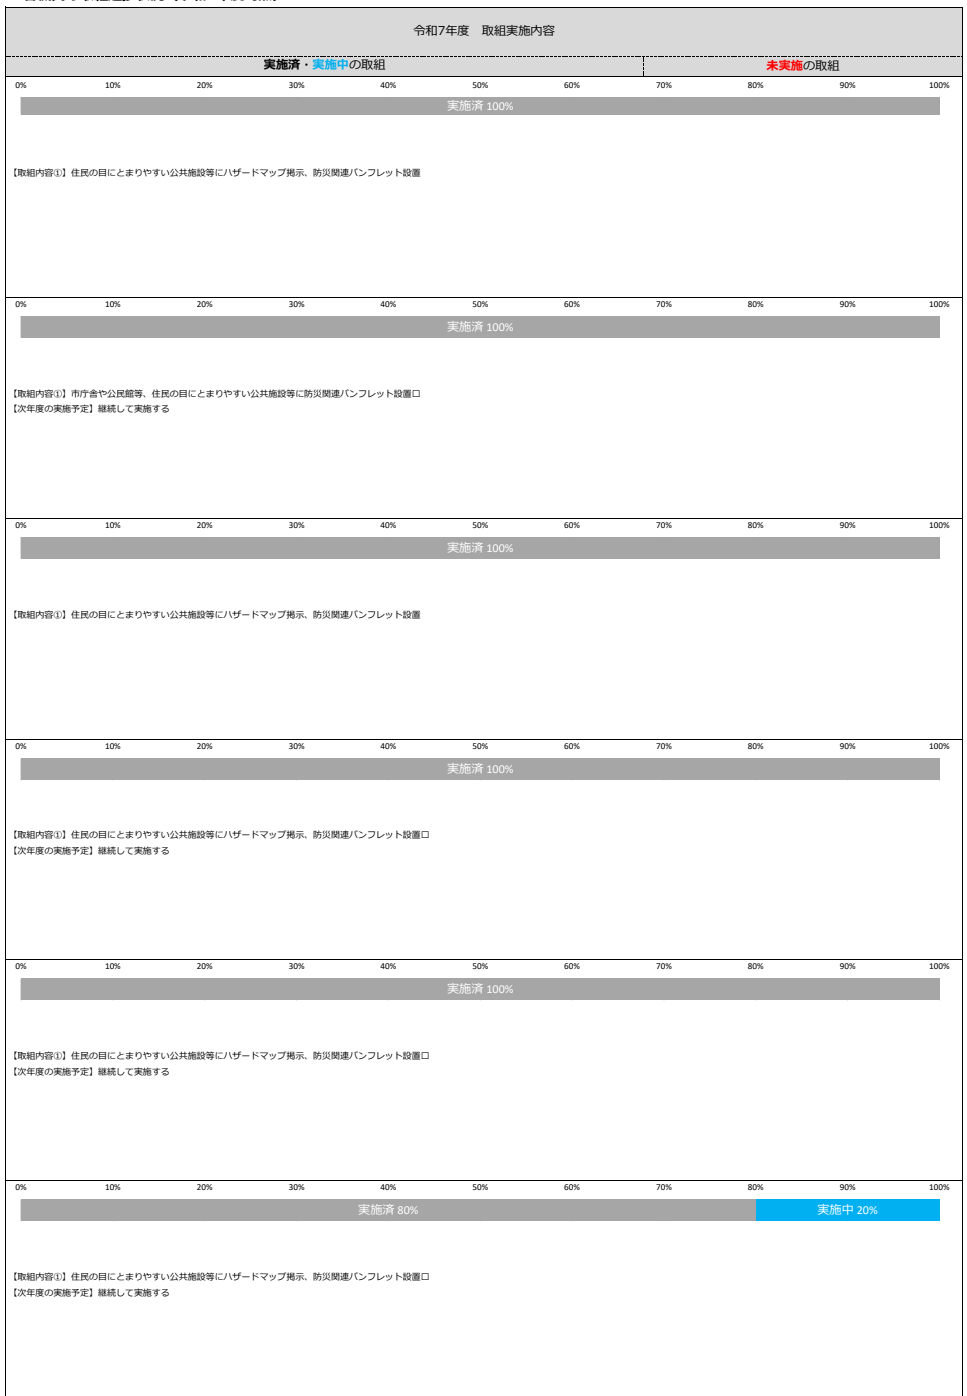 令和7年度　取組実施内容
実施済・実施中の取組 未実施の取組
0% 10% 20% 30% 40% 50% 60% 70% 80% 90% 100%
実施済 100%
【取組内容①】住民の目にとまりやすい公共施設等にハザードマップ掲示、防災関連パンフレット設置
0% 10% 20% 30% 40% 50% 60% 70% 80% 90% 100%
実施済 100%
【取組内容①】市庁舎や公民館等、住民の目にとまりやすい公共施設等に防災関連パンフレット設置口
【次年度の実施予定】継続して実施する
0% 10% 20% 30% 40% 50% 60% 70% 80% 90% 100%
実施済 100%
【取組内容①】住民の目にとまりやすい公共施設等にハザードマップ掲示、防災関連パンフレット設置
0% 10% 20% 30% 40% 50% 60% 70% 80% 90% 100%
実施済 100%
【取組内容①】住民の目にとまりやすい公共施設等にハザードマップ掲示、防災関連パンフレット設置口
【次年度の実施予定】継続して実施する
0% 10% 20% 30% 40% 50% 60% 70% 80% 90% 100%
実施済 100%
【取組内容①】住民の目にとまりやすい公共施設等にハザードマップ掲示、防災関連パンフレット設置口
【次年度の実施予定】継続して実施する
0% 10% 20% 30% 40% 50% 60% 70% 80% 90% 100%
実施済 80% 実施中 20%
【取組内容①】住民の目にとまりやすい公共施設等にハザードマップ掲示、防災関連パンフレット設置口
【次年度の実施予定】継続して実施する